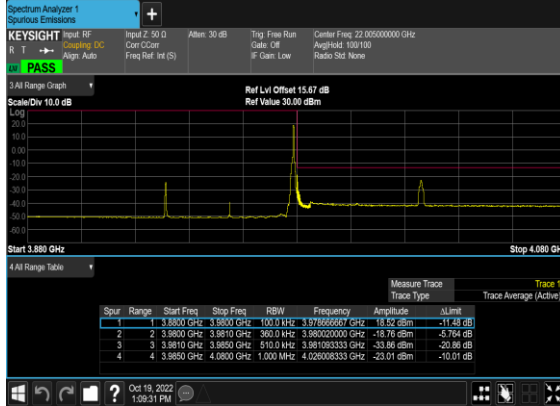 Spectrum Analyzer 1
Spurious Emissions
KEYSIGHT Input: RF Input Z: 50 Ω Atten: 30 dB Trig: Free Run Center Freq: 22.005000000 GHz
R T Coupling: DC Corr CCorr Gate: Off Avg|Hold: 100/100
Align: Auto Freq Ref: Int (S) IF Gain: Low Radio Std: None
PASS
3 All Range Graph
Ref Lvl Offset 15.67 dB
Scale/Div 10.0 dB Ref Value 30.00 dBm
Log
20.0
10.0
0.00
-10.0
-20.0
-30.0
-40.0
-50.0
-60.0
Start 3.880 GHz Stop 4.080 GH
4 All Range Table
Measure Trace Trace 1
Trace Type Trace Average (Active)
Spur Range Start Freq Stop Freq RBW Frequency Amplitude ΔLimit
1 1 3.8800 GHz 3.9800 GHz 100.0 kHz 3.978666667 GHz 18.52 dBm -11.48 dB
2 2 3.9800 GHz 3.9810 GHz 360.0 kHz 3.980020000 GHz -18.76 dBm -5.764 dB
3 3 3.9810 GHz 3.9850 GHz 510.0 kHz 3.981093333 GHz -33.86 dBm -20.86 dB
4 4 3.9850 GHz 4.0800 GHz 1.000 MHz 4.026008333 GHz -23.01 dBm -10.01 dB
Oct 19, 2022
1:09:31 PM